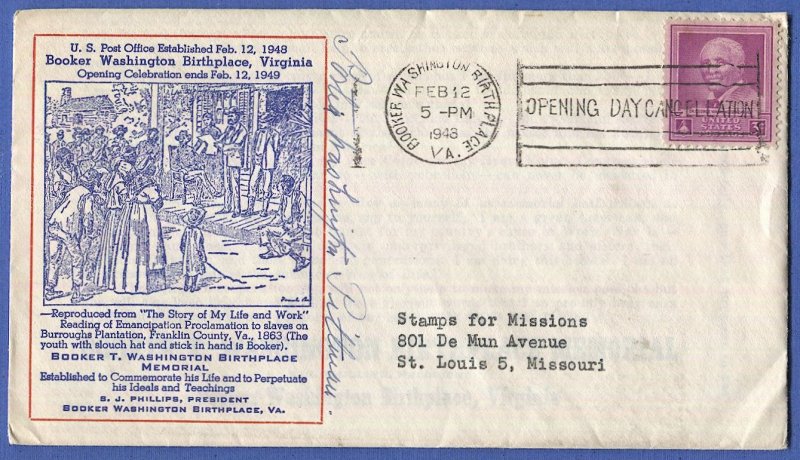 U. S. Post Office Established Feb. 12, 1948
Booker Washington Birthplace, Virginia
Opening Celebration ends Feb. 12, 1949
—Reproduced from "The Story of My Life and Work"
Reading of Emancipation Proclamation to slaves on
Burroughs Plantation, Franklin County, Va., 1863 (The
youth with slouch hat and stick in hand is Booker).
BOOKER T. WASHINGTON BIRTHPLACE
MEMORIAL
Established to Commemorate his Life and to Perpetuate
his Ideals and Teachings
S. J. PHILLIPS, PRESIDENT
BOOKER WASHINGTON BIRTHPLACE, VA.
Washington Pittman
BOOKER WASHINGTON BIRTHPLACE
FEB 12
5 - PM
1948
VA.
OPENING DAY CANCELLATION
UNITED
STATES
3¢
Stamps for Missions
801 De Mun Avenue
St. Louis 5, Missouri